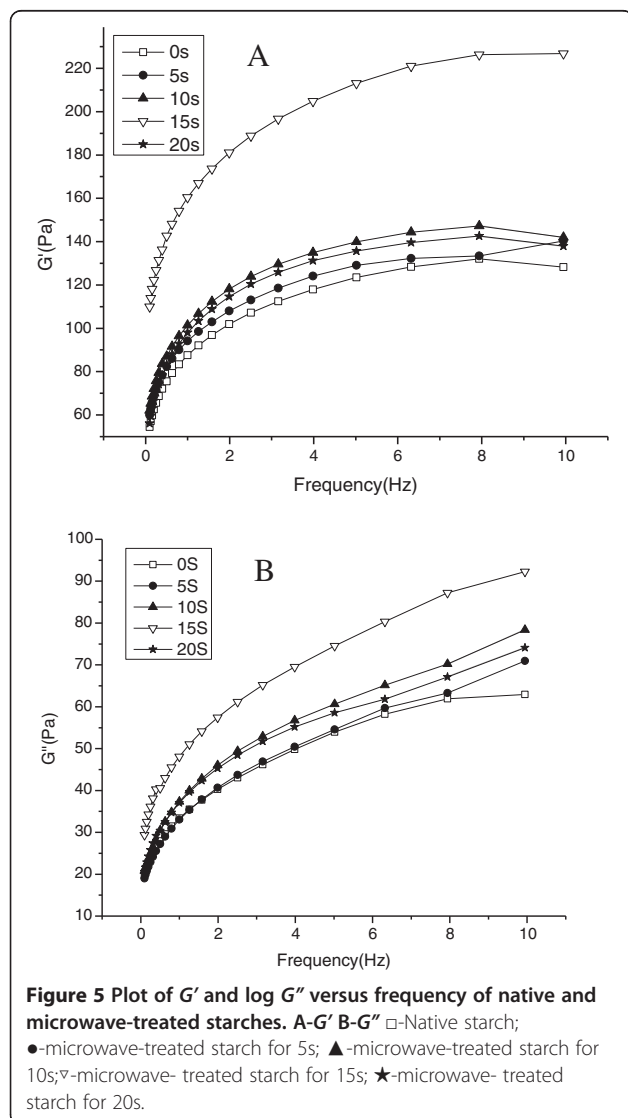 A
0s
5s
10s
15s
20s
220
200
180
160
140
120
100
80
60
G'(Pa)
0 2 4 6 8 10
Frequency(Hz)
B
0S
5S
10S
15S
20S
100
90
80
70
60
50
40
30
20
10
G"(Pa)
0 2 4 6 8 10
Frequency(Hz)
Figure 5 Plot of G′ and log G″ versus frequency of native and
microwave-treated starches. A-G′ B-G″ □-Native starch;
●-microwave-treated starch for 5s; ▲-microwave-treated starch for
10s;▿-microwave- treated starch for 15s; ★-microwave- treated
starch for 20s.